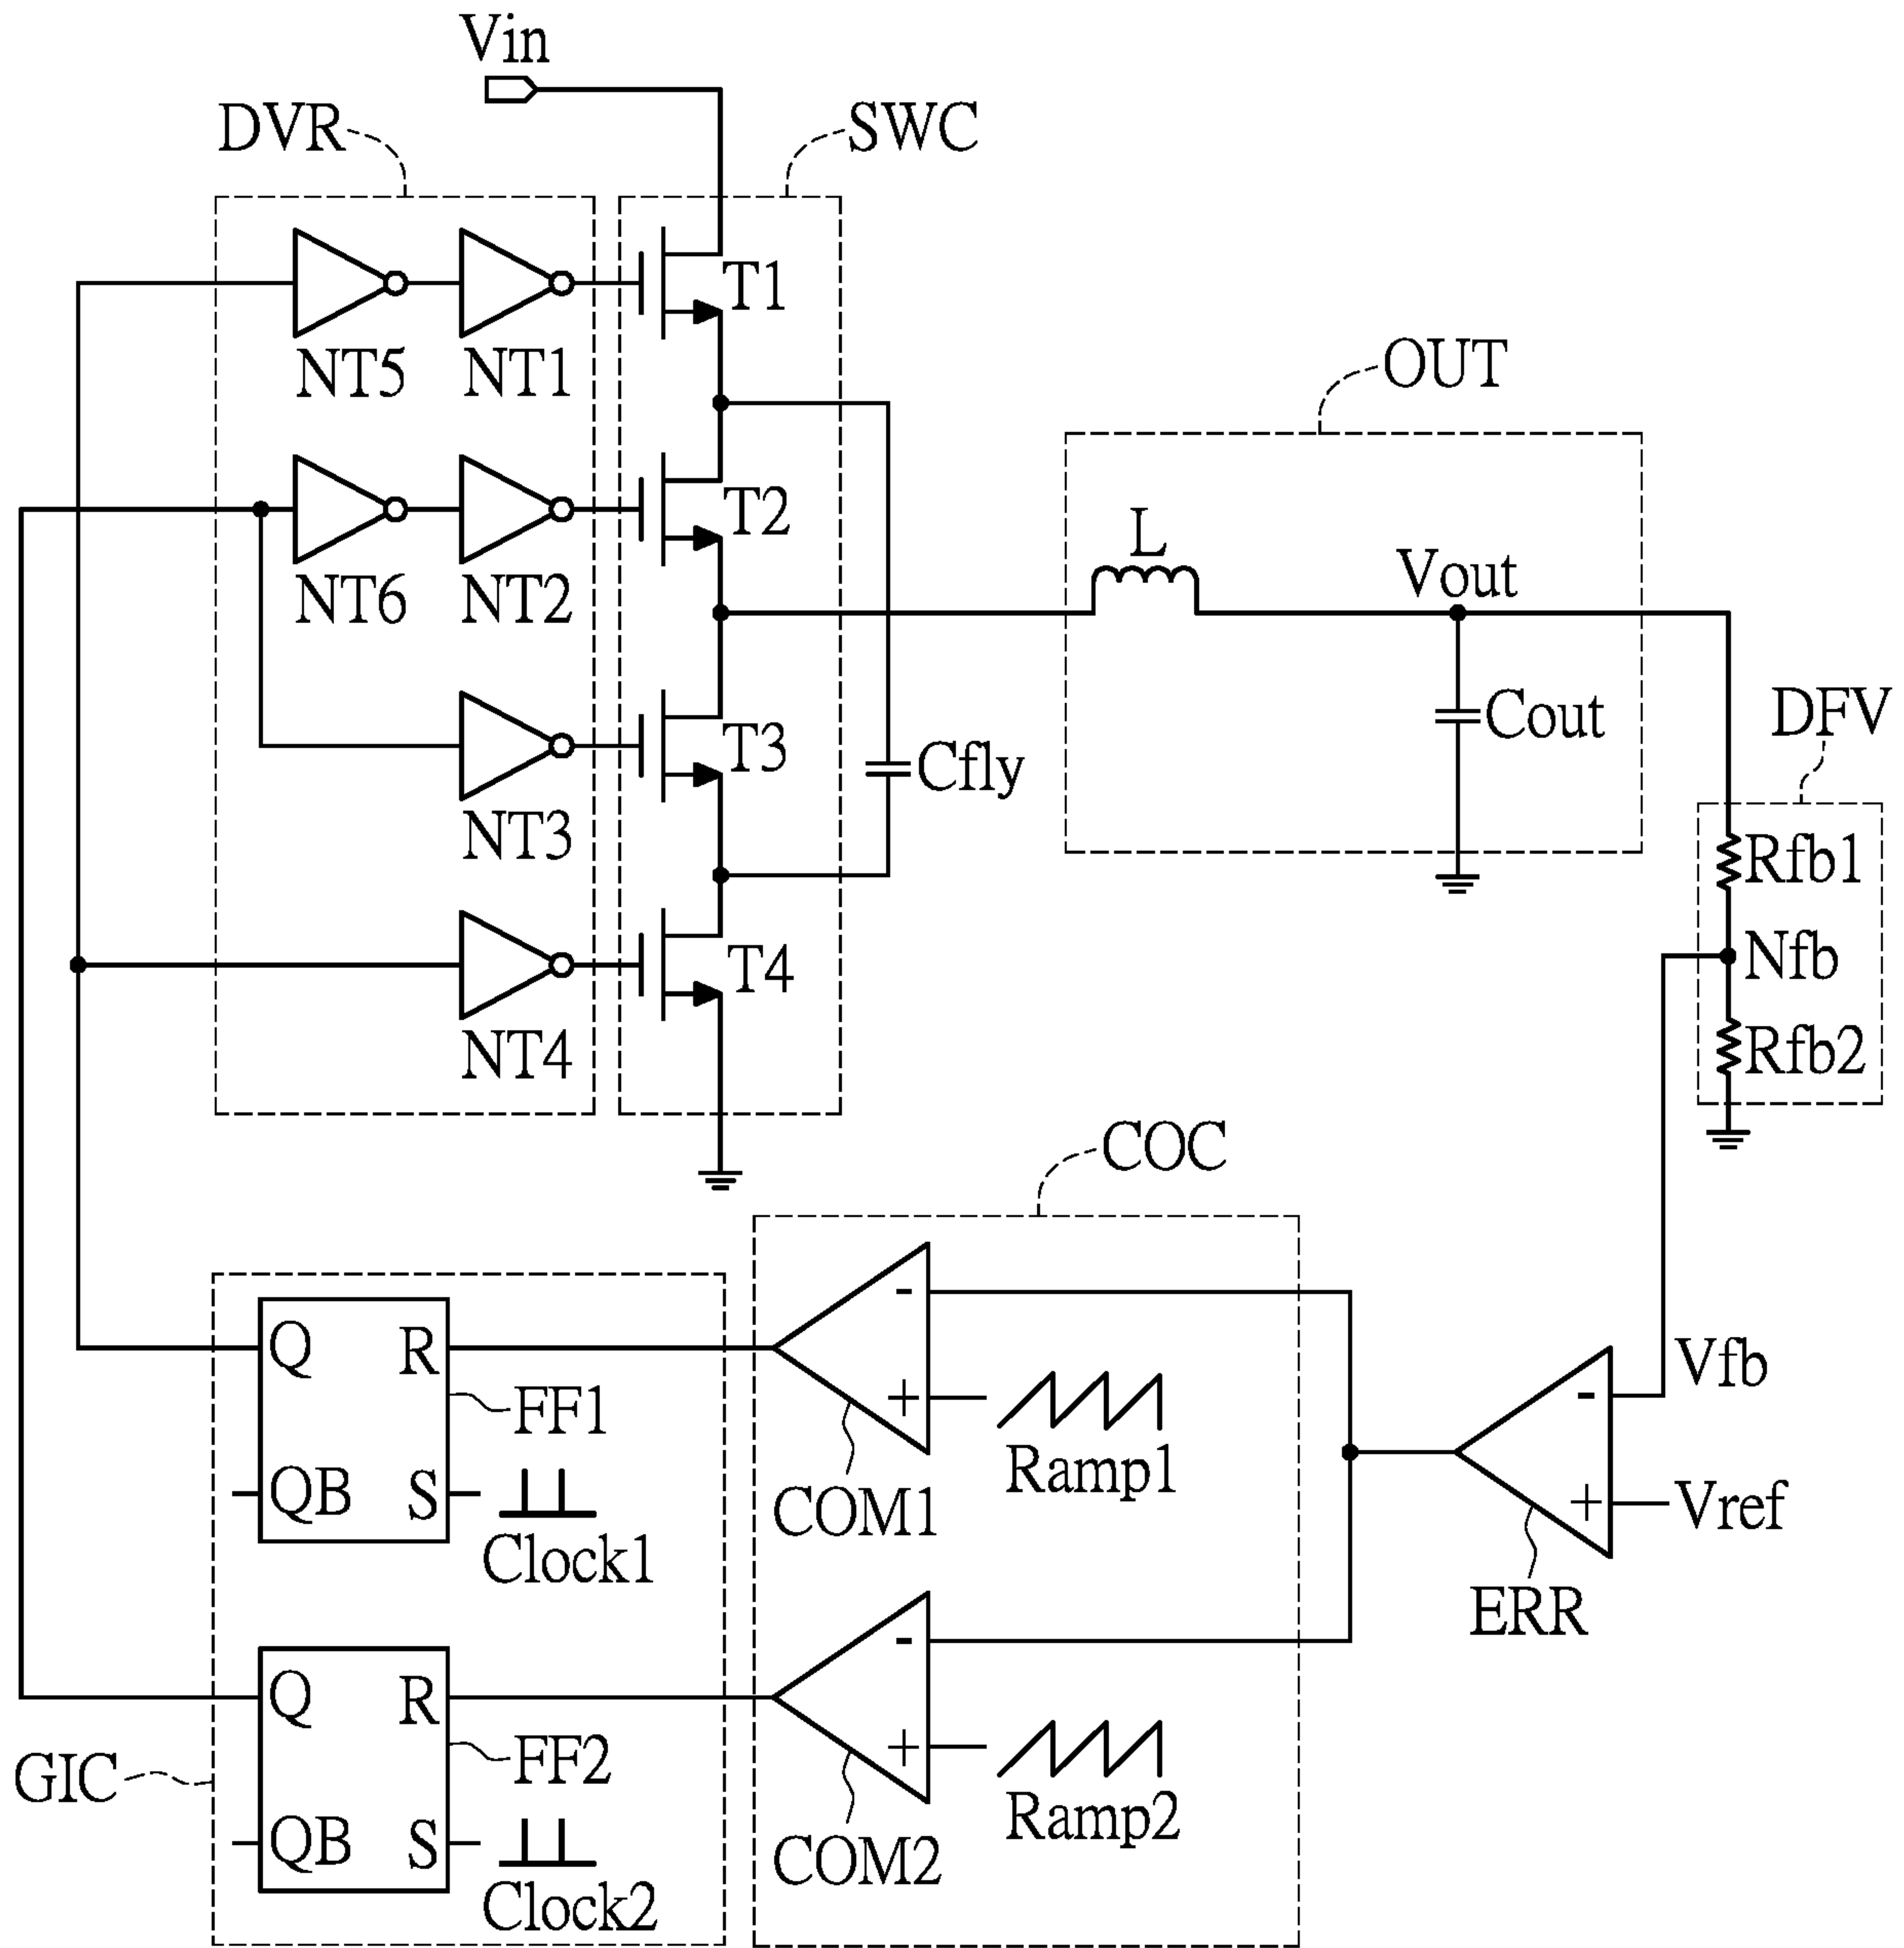 Vin
DVR
SWC
T1
NT5
NT1
OUT
T2
L
Vout
NT6
NT2
DFV
T3
Cfly
Cout
NT3
Rfb1
T4
Nfb
NT4
Rfb2
COC
Q
R
-
FF1
+
Ramp1
Vfb
-
QB
S
COM1
+
Vref
Clock1
ERR
-
Q
R
FF2
+
GIC
Ramp2
QB
S
COM2
Clock2